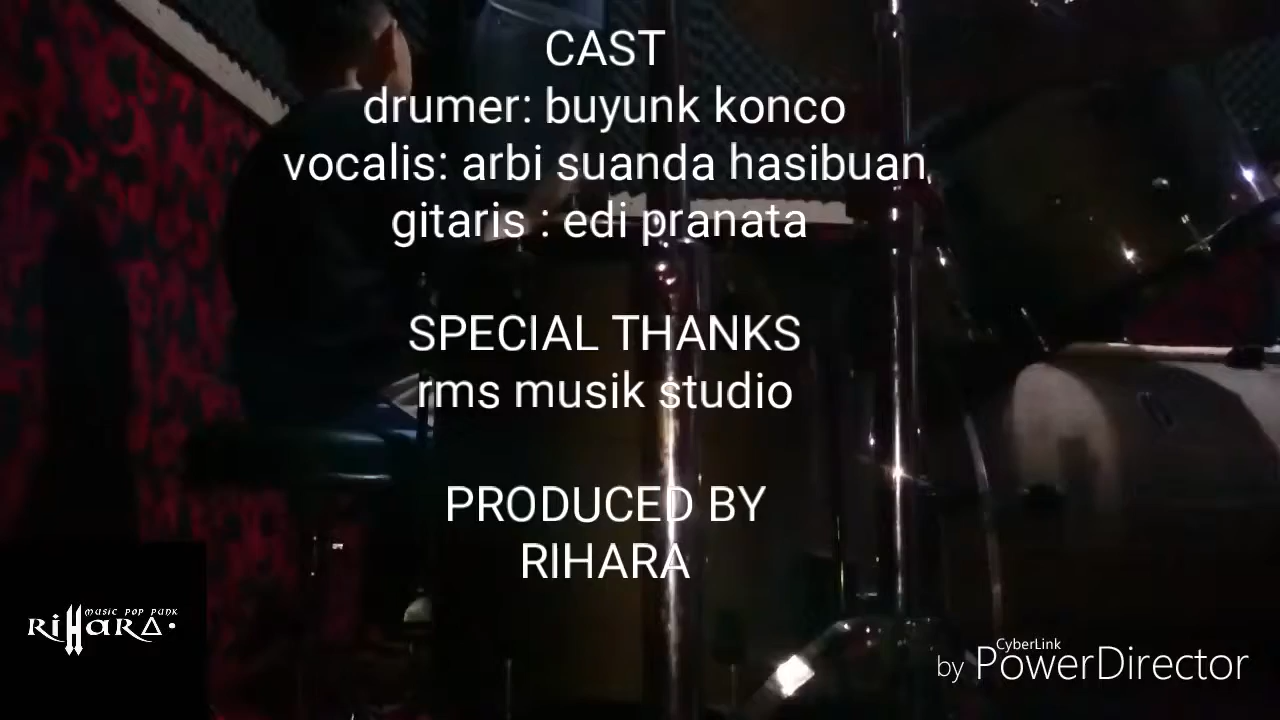 CAST
drumer: buyunk konco
vocalis: arbi suanda hasibuan
gitaris : edi pranata
SPECIAL THANKS
rms musik studio
PRODUCED BY
RIHARA
MUSIC POP PUNK
RIHARA
CyberLink
by PowerDirector